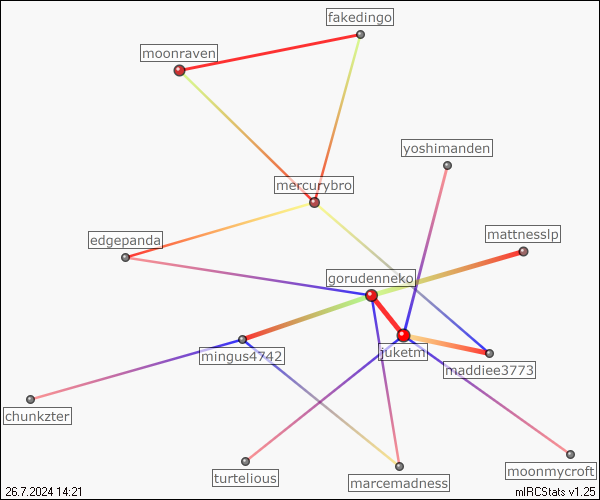 fakedingo
moonraven
yoshimanden
mercurybro
mattnesslp
edgepanda
gorudenneko
juketm
mingus4742
maddiee3773
chunkzter
turtelious
marcemadness
moonmycroft
26.7.2024 14:21
mIRCStats v1.25